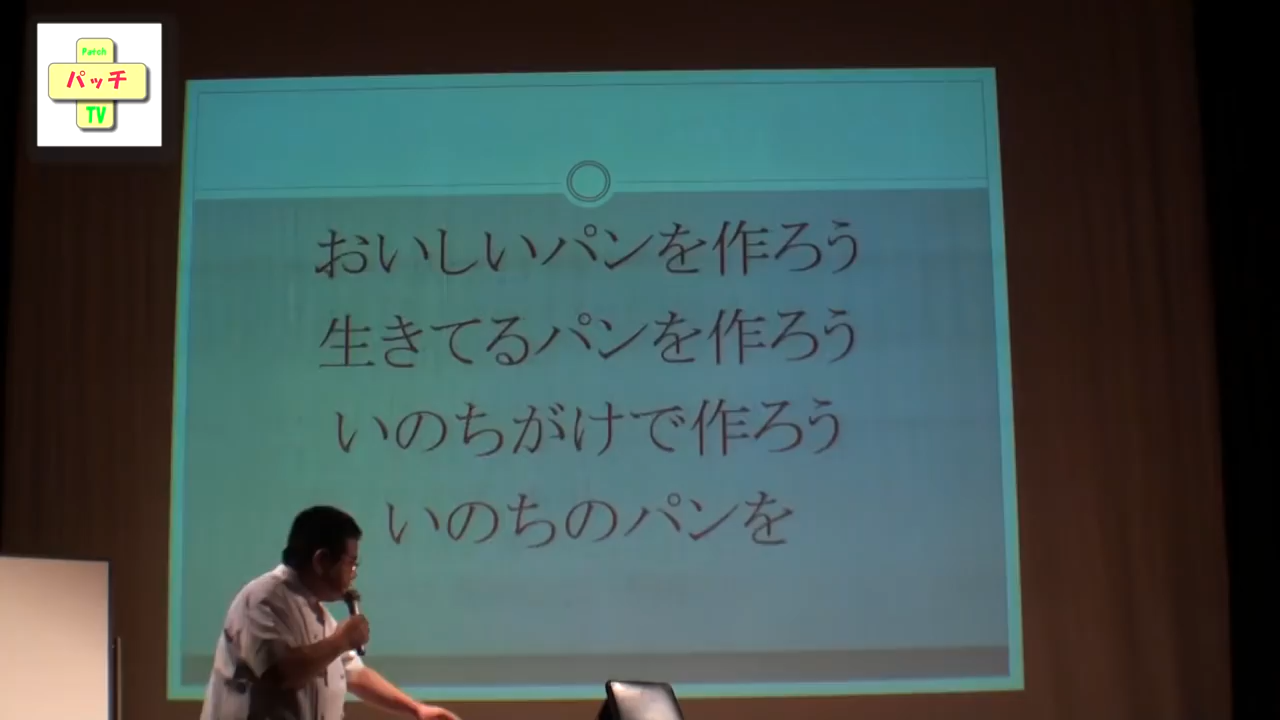 Patch
パッチ
TV
おいしいパンを作ろう
生きてるパンを作ろう
いのちがけで作ろう
いのちのパンを